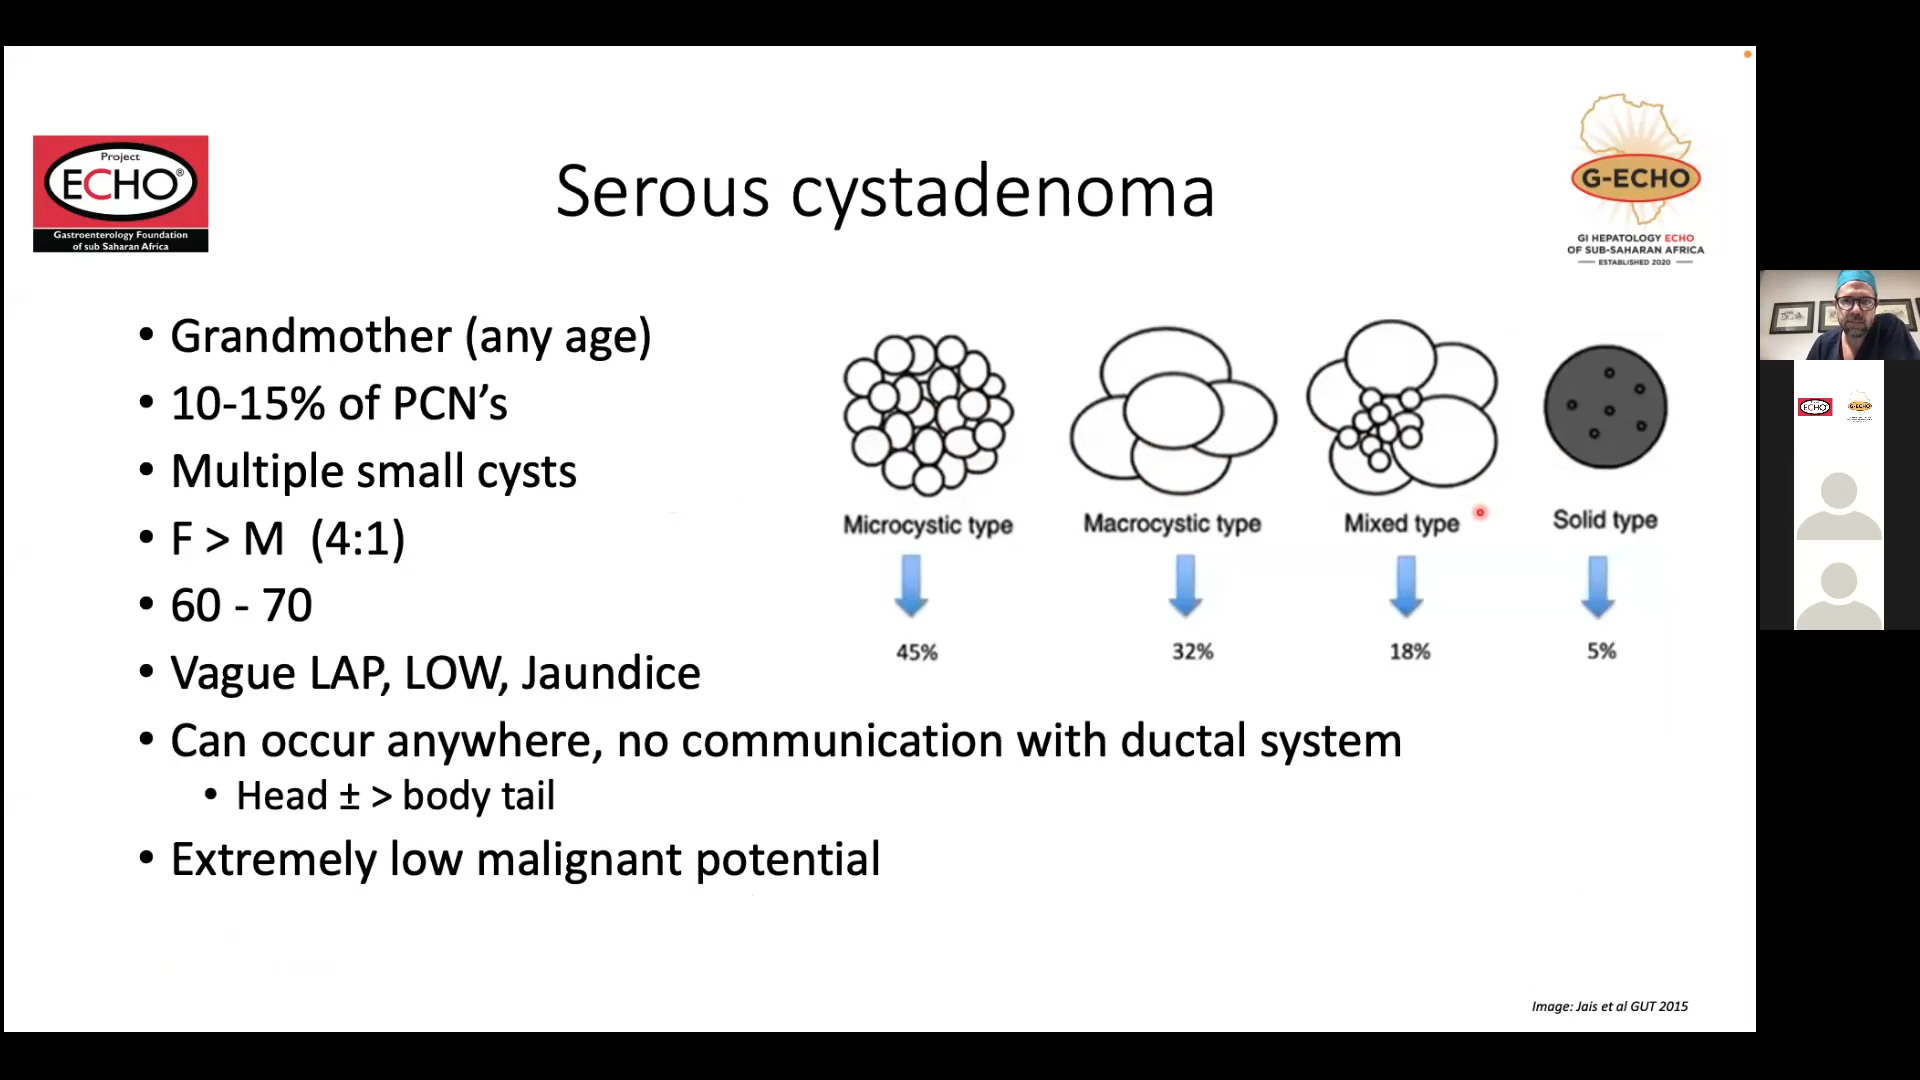 Project
ECHO®
Gastroenterology Foundation
of sub Saharan Africa
Serous cystadenoma
G-ECHO
GI HEPATOLOGY ECHO
OF SUB-SAHARAN AFRICA
ESTABLISHED 2020
• Grandmother (any age)
• 10-15% of PCN’s
• Multiple small cysts
• F > M (4:1)
• 60 - 70
• Vague LAP, LOW, Jaundice
• Can occur anywhere, no communication with ductal system
• Head ± > body tail
• Extremely low malignant potential
Microcystic type
Macrocystic type
Mixed type
Solid type
45%
32%
18%
5%
Image: Jais et al GUT 2015
ECHO
G-ECHO